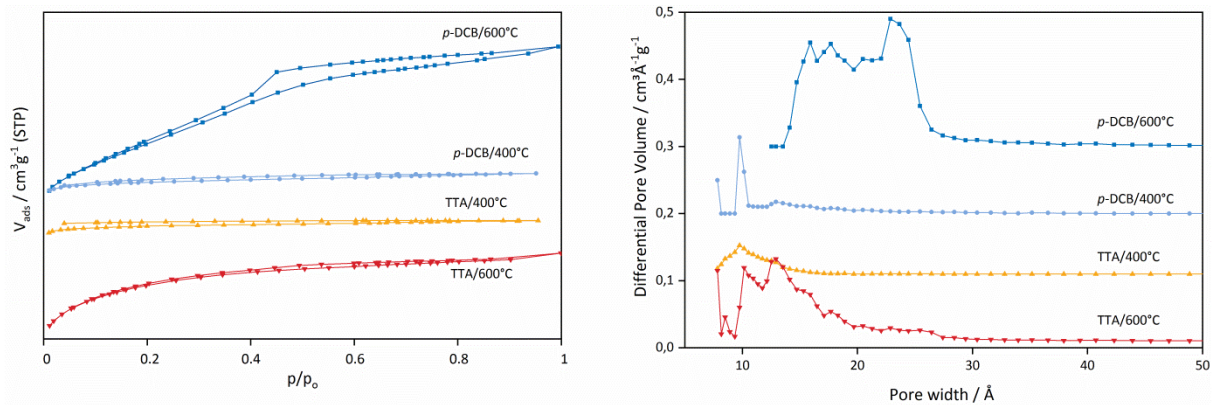 V_ads / cm³g⁻¹ (STP)
p-DCB/600°C
p-DCB/400°C
TTA/400°C
TTA/600°C
0 0.2 0.4 0.6 0.8 1
p/p₀
Differential Pore Volume / cm³Å⁻¹g⁻¹
0,5
0,4
0,3
0,2
0,1
0,0
p-DCB/600°C
p-DCB/400°C
TTA/400°C
TTA/600°C
10 20 30 40 50
Pore width / Å